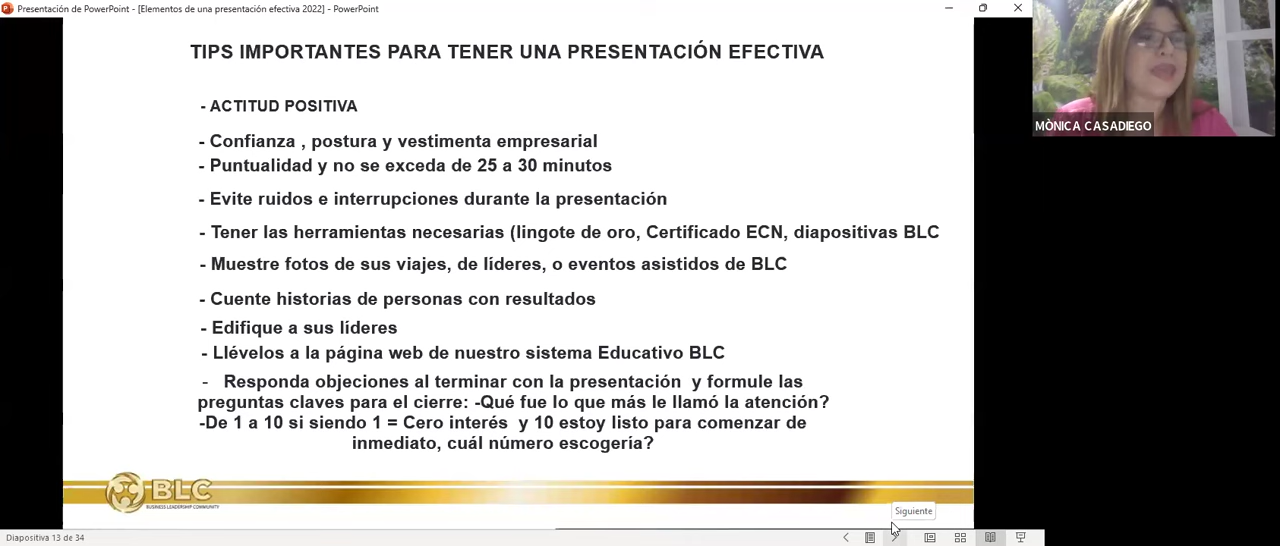 Presentación de PowerPoint - [Elementos de una presentación efectiva 2022] - PowerPoint
TIPS IMPORTANTES PARA TENER UNA PRESENTACIÓN EFECTIVA
- ACTITUD POSITIVA
MÒNICA CASADIEGO
- Confianza , postura y vestimenta empresarial
- Puntualidad y no se exceda de 25 a 30 minutos
- Evite ruidos e interrupciones durante la presentación
- Tener las herramientas necesarias (lingote de oro, Certificado ECN, diapositivas BLC
- Muestre fotos de sus viajes, de líderes, o eventos asistidos de BLC
- Cuente historias de personas con resultados
- Edifique a sus líderes
- Llévelos a la página web de nuestro sistema Educativo BLC
- Responda objeciones al terminar con la presentación y formule las
preguntas claves para el cierre: -Qué fue lo que más le llamó la atención?
-De 1 a 10 si siendo 1 = Cero interés y 10 estoy listo para comenzar de
inmediato, cuál número escogería?
BLC
BUSINESS LEADERSHIP COMMUNITY
Siguiente
Diapositiva 13 de 34